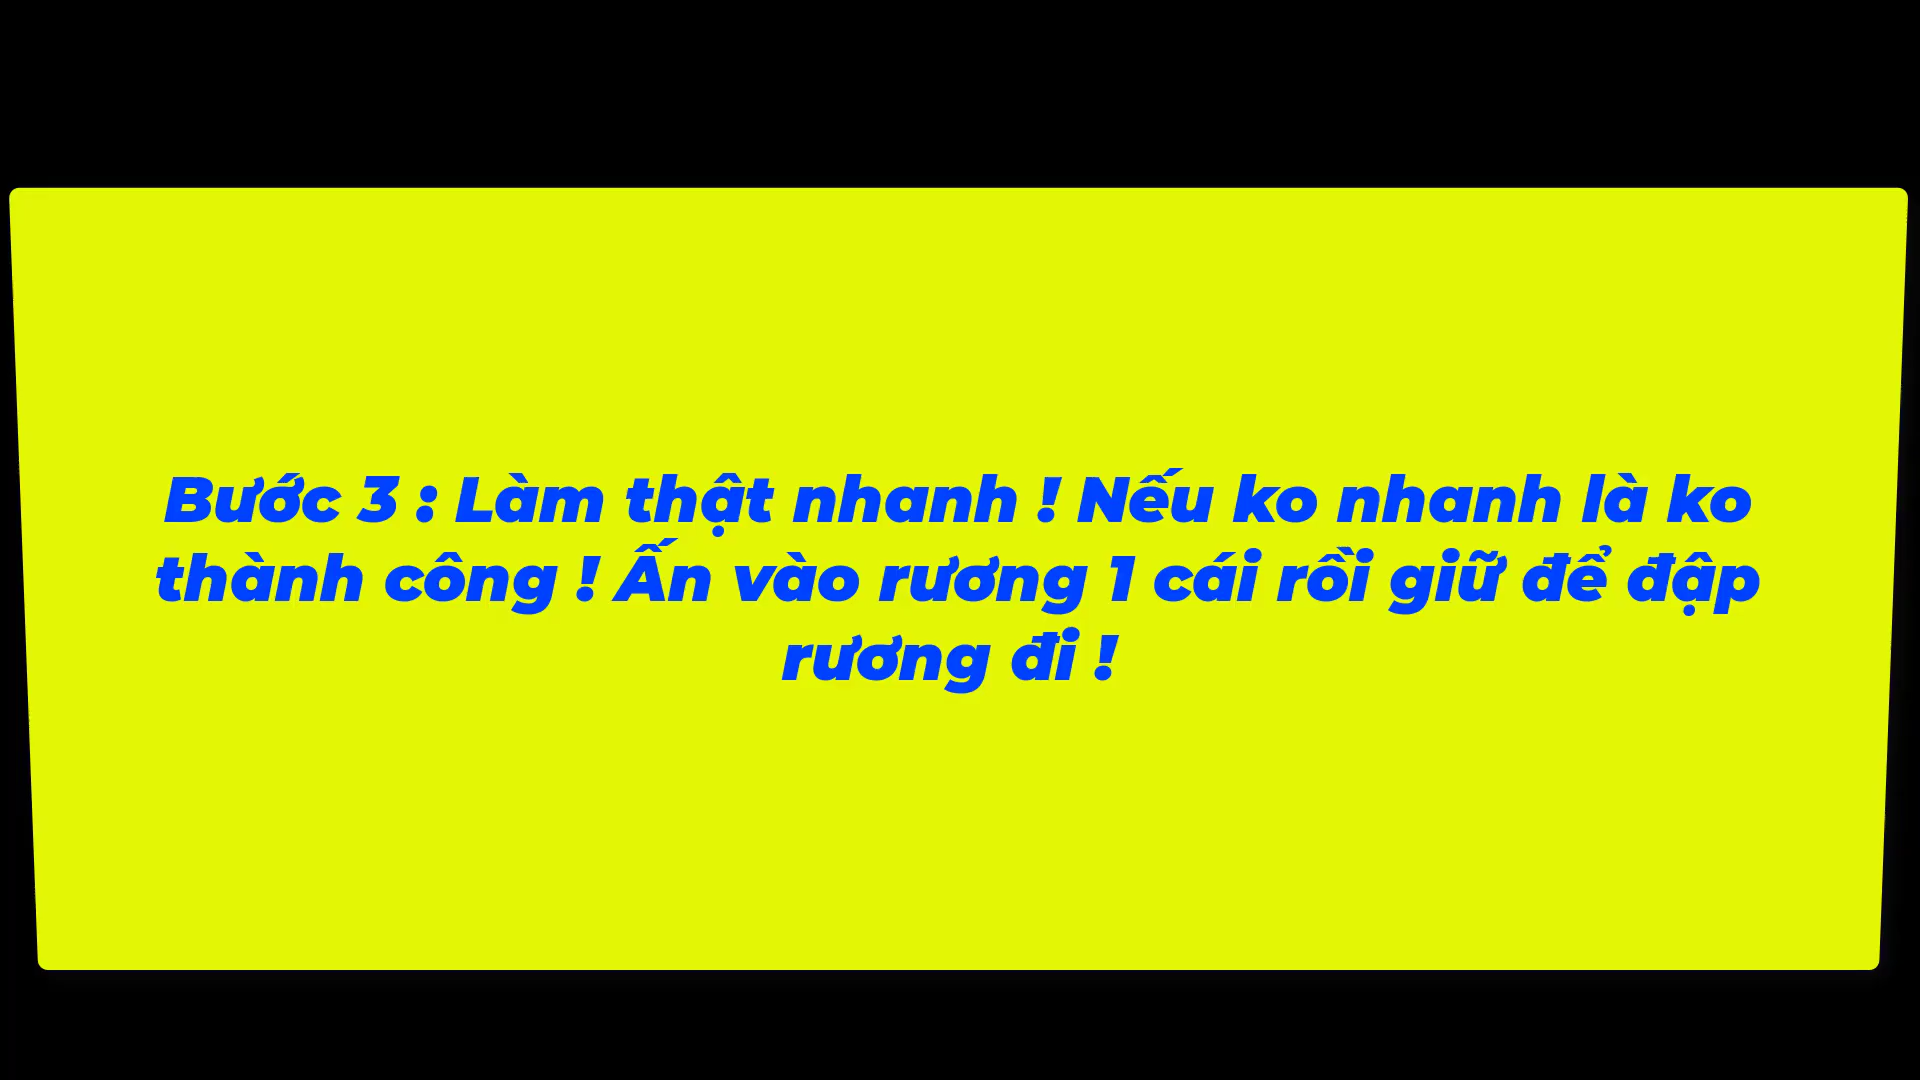 Bước 3 : Làm thật nhanh ! Nếu ko nhanh là ko
thành công ! Ấn vào rương 1 cái rồi giữ để đập
rương đi !